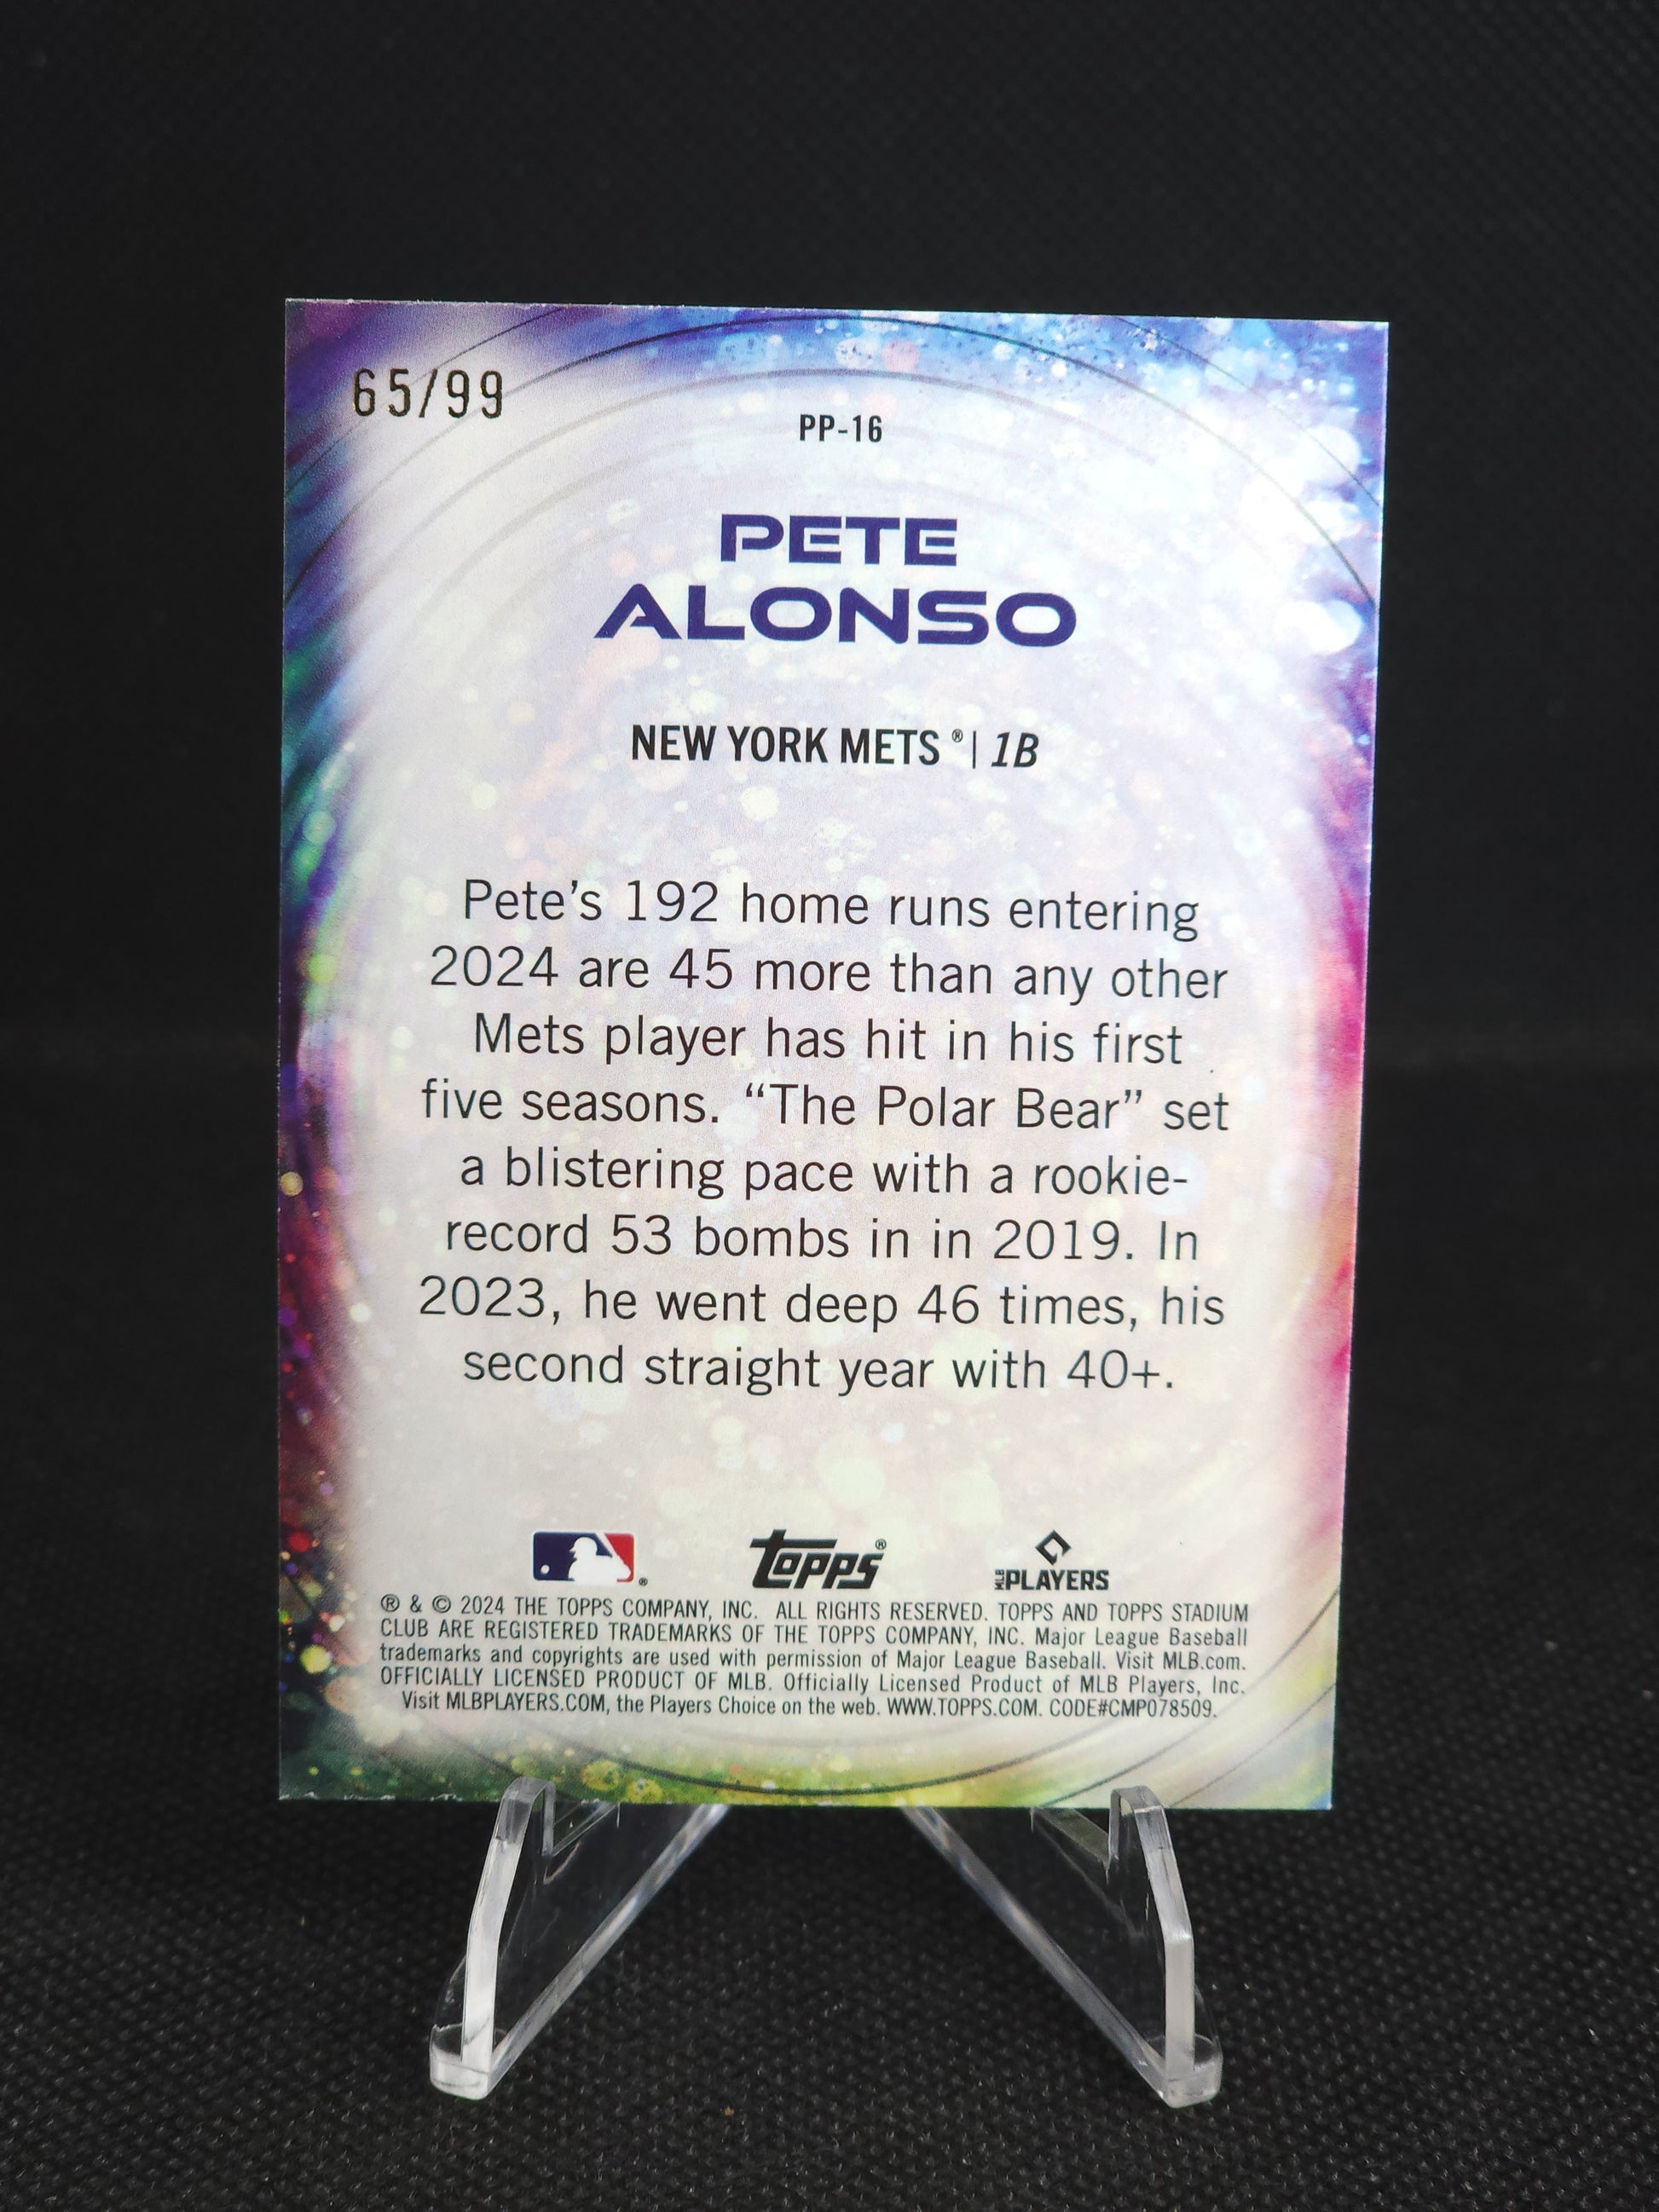 65/99
PP-16
PETE
ALONSO
NEW YORK METS ® | 1B
Pete's 192 home runs entering
2024 are 45 more than any other
Mets player has hit in his first
five seasons. “The Polar Bear” set
a blistering pace with a rookie-
record 53 bombs in in 2019. In
2023, he went deep 46 times, his
second straight year with 40+.
® topps® MLB PLAYERS
® & © 2024 THE TOPPS COMPANY, INC. ALL RIGHTS RESERVED. TOPPS AND TOPPS STADIUM
CLUB ARE REGISTERED TRADEMARKS OF THE TOPPS COMPANY, INC. Major League Baseball
trademarks and copyrights are used with permission of Major League Baseball. Visit MLB.com.
OFFICIALLY LICENSED PRODUCT OF MLB. Officially Licensed Product of MLB Players, Inc.
Visit MLBPLAYERS.COM, the Players Choice on the web. WWW.TOPPS.COM. CODE#CMP078509.